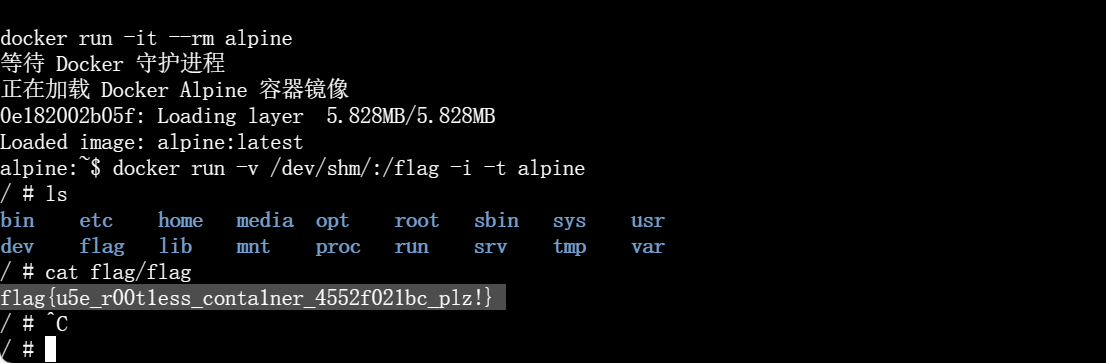 docker run -it --rm alpine
等待 Docker 守护进程
正在加载 Docker Alpine 容器镜像
0e182002b05f: Loading layer  5.828MB/5.828MB
Loaded image: alpine:latest
alpine:~$ docker run -v /dev/shm/:/flag -i -t alpine
/ # ls
bin    etc    home   media  opt    root   sbin   sys    usr
dev    flag   lib    mnt    proc   run    srv    tmp    var
/ # cat flag/flag
flag{u5e_r00t1ess_conta1ner_4552f021bc_plz!}
/ # ^C
/ #